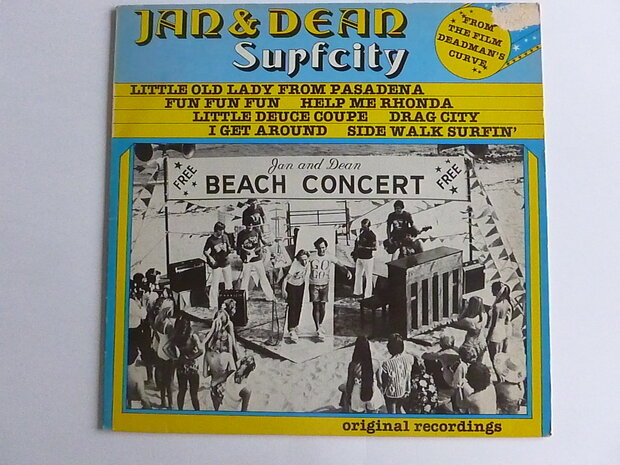 JAN & DEAN
Surfcity
"FROM
THE FILM
DEADMAN'S
CURVE"
LITTLE OLD LADY FROM PASADENA
FUN FUN FUN HELP ME RHONDA
LITTLE DEUCE COUPE DRAG CITY
I GET AROUND SIDE WALK SURFIN'
FREE
Jan and Dean
BEACH CONCERT
FREE
original recordings